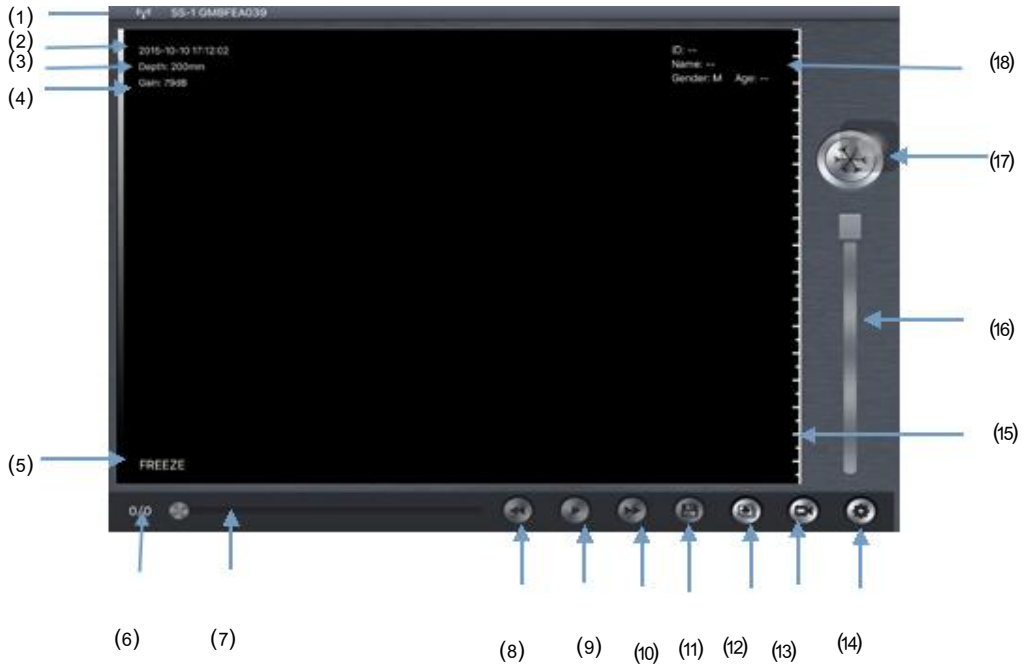 (1) SS-1 GMBFEA039
(2) 2015-10-10 17:12:02
(3) Depth: 200mm
(4) Gain: 79dB
ID: --
Name: --
Gender: M Age: --
(18)
(17)
(16)
(15)
(5) FREEZE
0/0
(6) (7) (8) (9) (10) (11) (12) (13) (14)